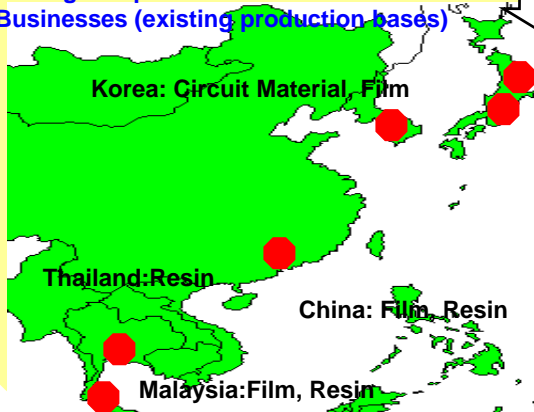 Businesses (existing production bases)
Korea: Circuit Material, Film
Thailand:Resin
China: Film, Resin
Malaysia:Film, Resin